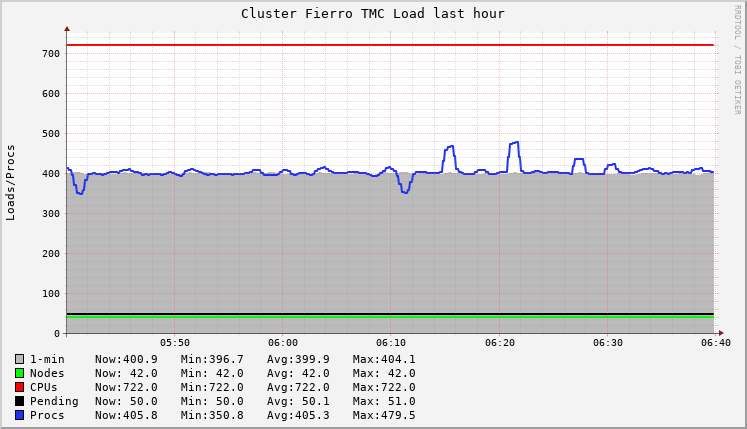 Cluster Fierro TMC Load last hour
RRDTOOL / TOBI OETIKER
Loads/Procs
700
600
500
400
300
200
100
0
05:50 06:00 06:10 06:20 06:30 06:40
1-min Now:400.9 Min:396.7 Avg:399.9 Max:404.1
Nodes Now: 42.0 Min: 42.0 Avg: 42.0 Max: 42.0
CPUs Now:722.0 Min:722.0 Avg:722.0 Max:722.0
Pending Now: 50.0 Min: 50.0 Avg: 50.1 Max: 51.0
Procs Now:405.8 Min:350.8 Avg:405.3 Max:479.5